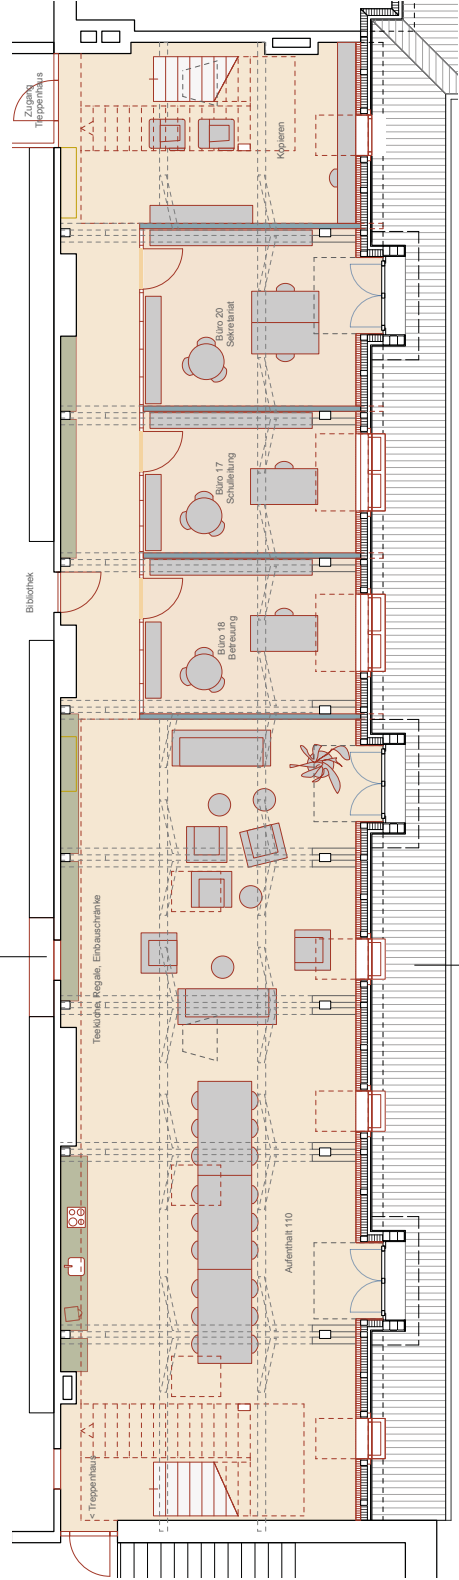 Zugang
Treppenhaus
Kopieren
Büro 20
Sekretariat
Büro 17
Schulleitung
Bibliothek
Büro 18
Betreuung
Teeküche, Regale, Einbauschränke
Aufenthalt 110
< Treppenhaus